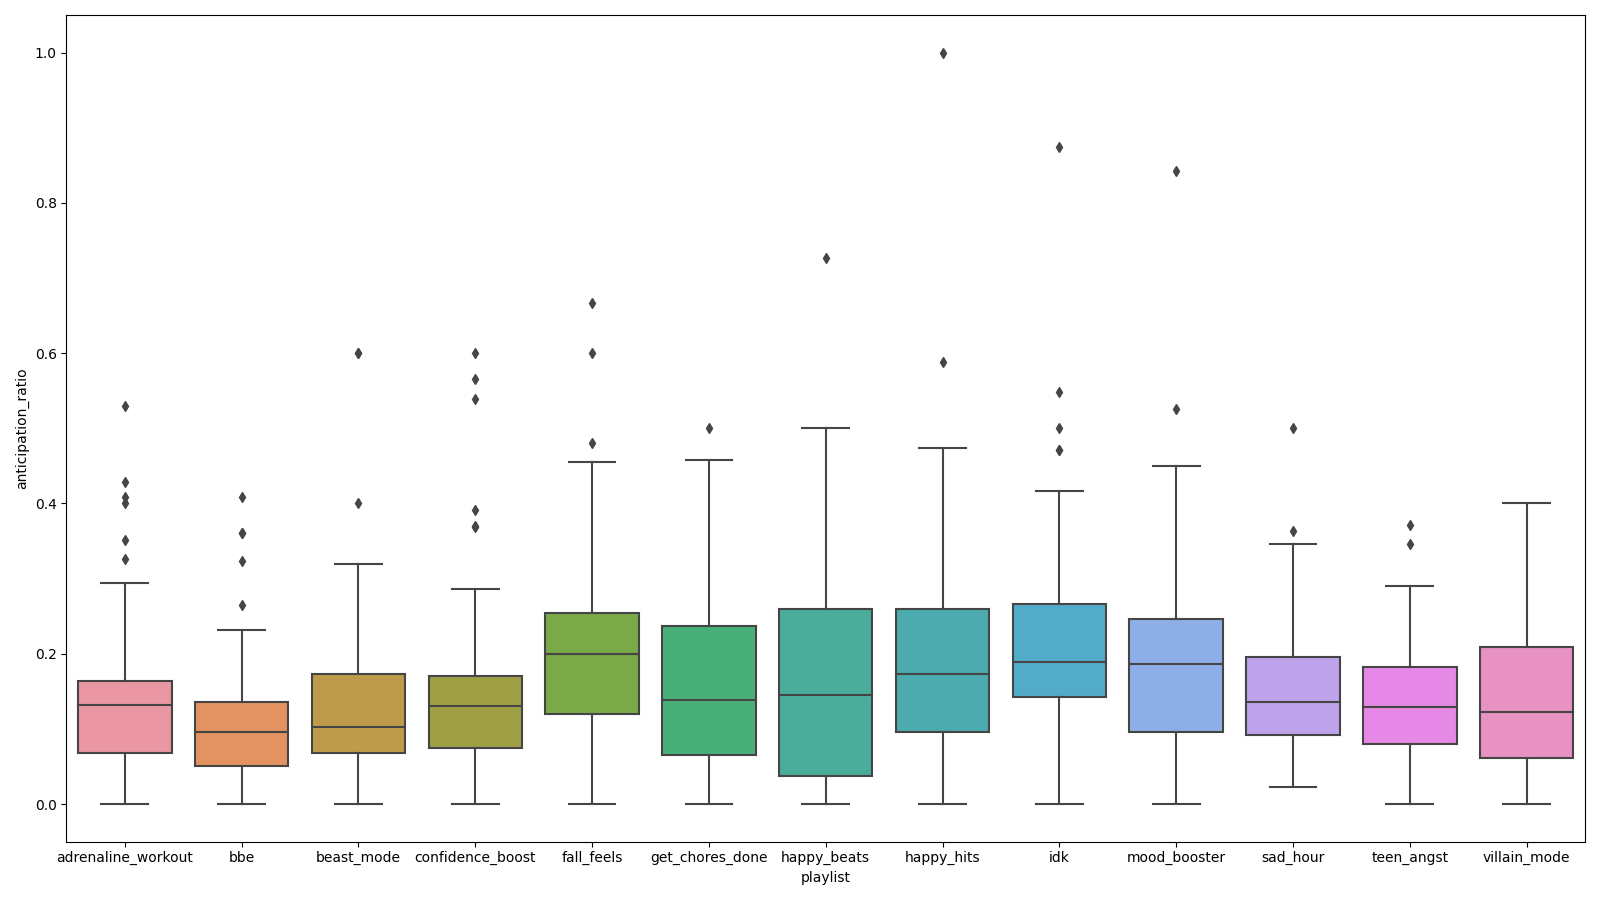 1.0
0.8
0.6
0.4
0.2
0.0
anticipation_ratio
adrenaline_workout bbe beast_mode confidence_boost fall_feels get_chores_done happy_beats happy_hits idk mood_booster sad_hour teen_angst villain_mode
playlist